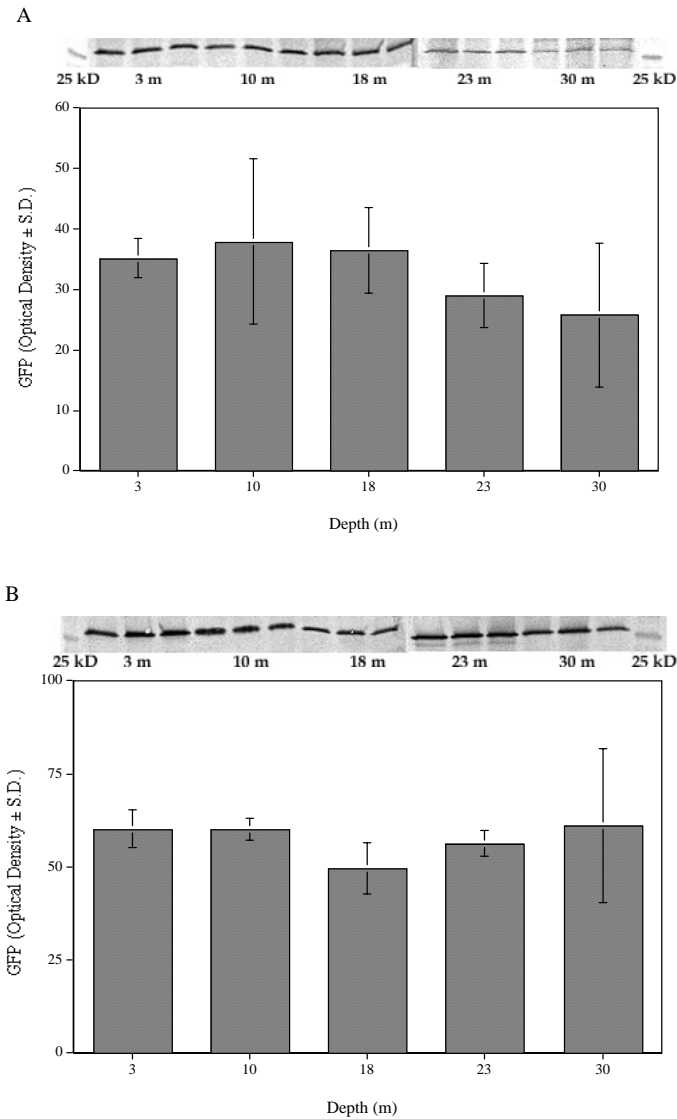 A
25 kD 3 m 10 m 18 m 23 m 30 m 25 kD
60
50
40
30
20
10
0
GFP (Optical Density ± S.D.)
3 10 18 23 30
Depth (m)
B
25 kD 3 m 10 m 18 m 23 m 30 m 25 kD
100
75
50
25
0
GFP (Optical Density ± S.D.)
3 10 18 23 30
Depth (m)